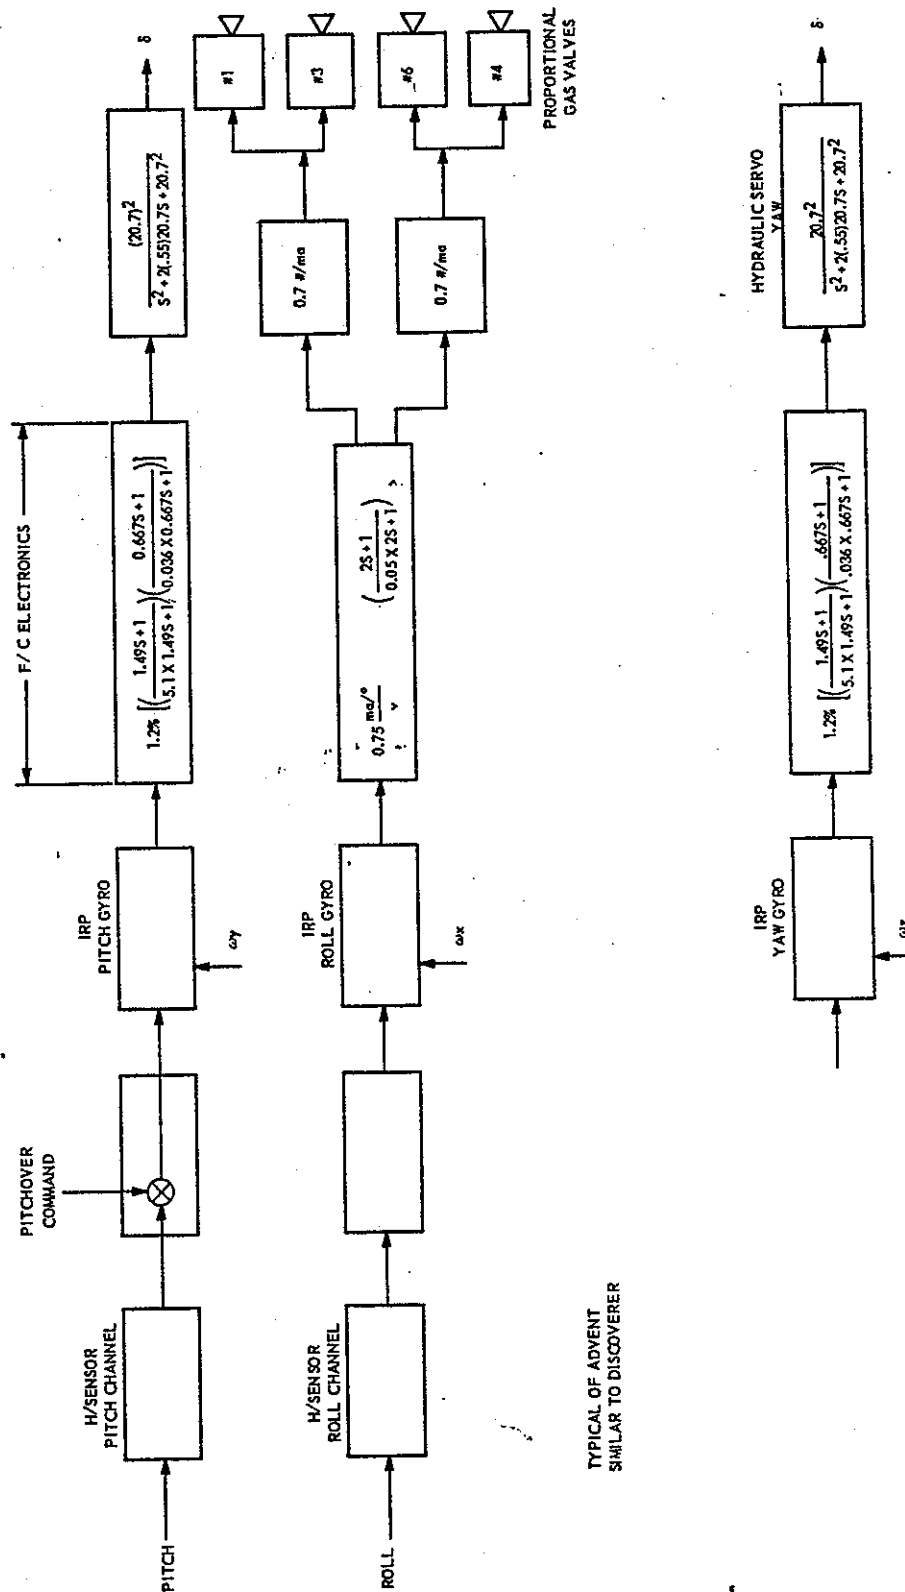 F/C ELECTRONICS
PITCHOVER
COMMAND
H/SENSOR
PITCH CHANNEL
IRP
PITCH GYRO
PITCH
ωy
1.2% [(1.49S + 1 / 5.1 X 1.49S + 1)(0.667S + 1 / 0.036 X 0.667S + 1)]
(20.7)²
S² + 2(.55)20.7S + 20.7²
δ
H/SENSOR
ROLL CHANNEL
IRP
ROLL GYRO
ROLL
ωx
0.75 ma/° (2S + 1 / 0.05 X 2S + 1)
0.7 #/ma
0.7 #/ma
#1
#3
#6
#4
PROPORTIONAL
GAS VALVES
TYPICAL OF ADVENT
SIMILAR TO DISCOVERER
IRP
YAW GYRO
1.2% [(1.49S + 1 / 5.1 X 1.49S + 1)(.667S + 1 / .036 X .667S + 1)]
HYDRAULIC SERVO
YAW
20.7²
S² + 2(.55)20.7S + 20.7²
δ